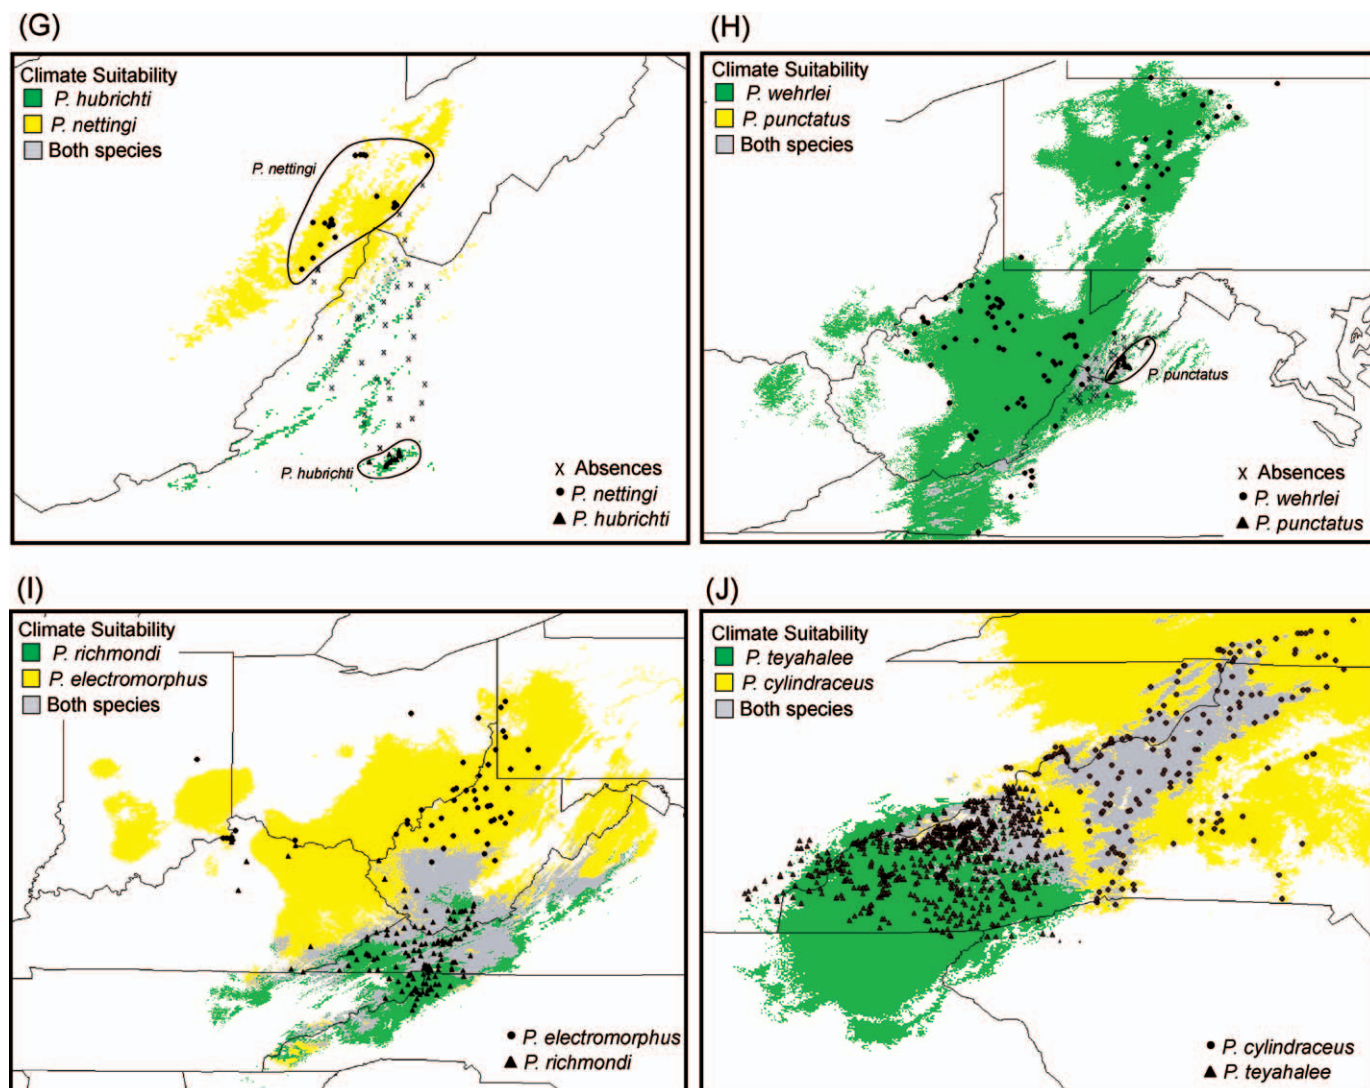 (G)
Climate Suitability
P. hubrichti
P. nettingi
Both species
P. nettingi
P. hubrichti
x Absences
P. nettingi
P. hubrichti
(H)
Climate Suitability
P. wehrlei
P. punctatus
Both species
P. punctatus
x Absences
P. wehrlei
P. punctatus
(I)
Climate Suitability
P. richmondi
P. electromorphus
Both species
P. electromorphus
P. richmondi
(J)
Climate Suitability
P. teyahalee
P. cylindraceus
Both species
P. cylindraceus
P. teyahalee